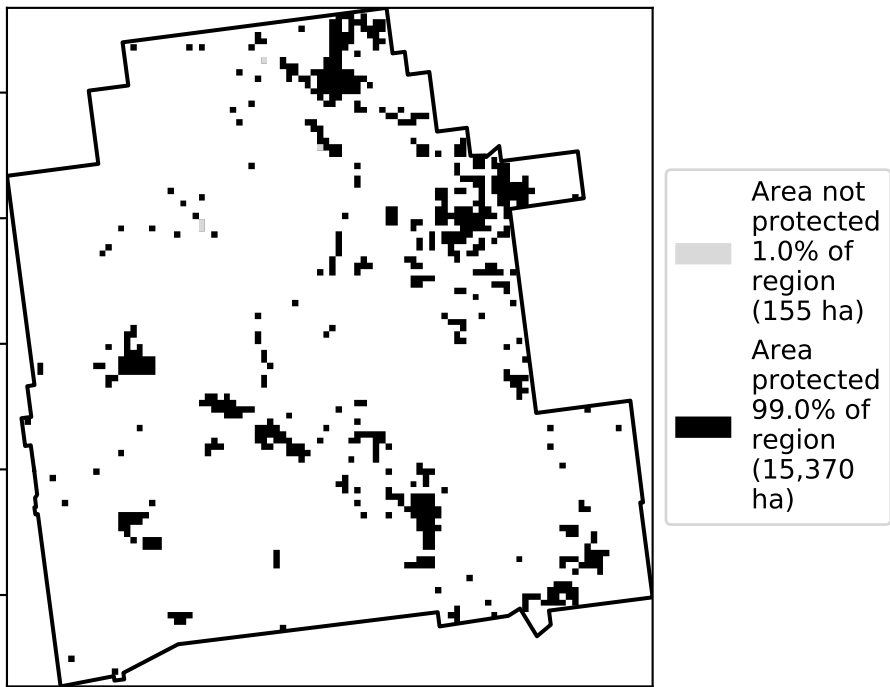 Area not
protected
1.0% of
region
(155 ha)
Area
protected
99.0% of
region
(15,370
ha)